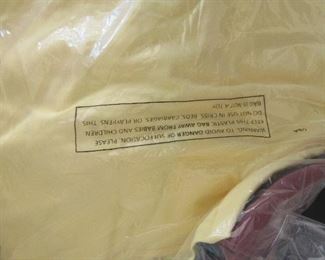 WARNING: TO AVOID DANGER OF SUFFOCATION, PLEASE
KEEP THIS PLASTIC BAG AWAY FROM BABIES AND CHILDREN
DO NOT USE IN CRIBS, BEDS, CARRIAGES, OR PLAYPENS. THIS
BAG IS NOT A TOY